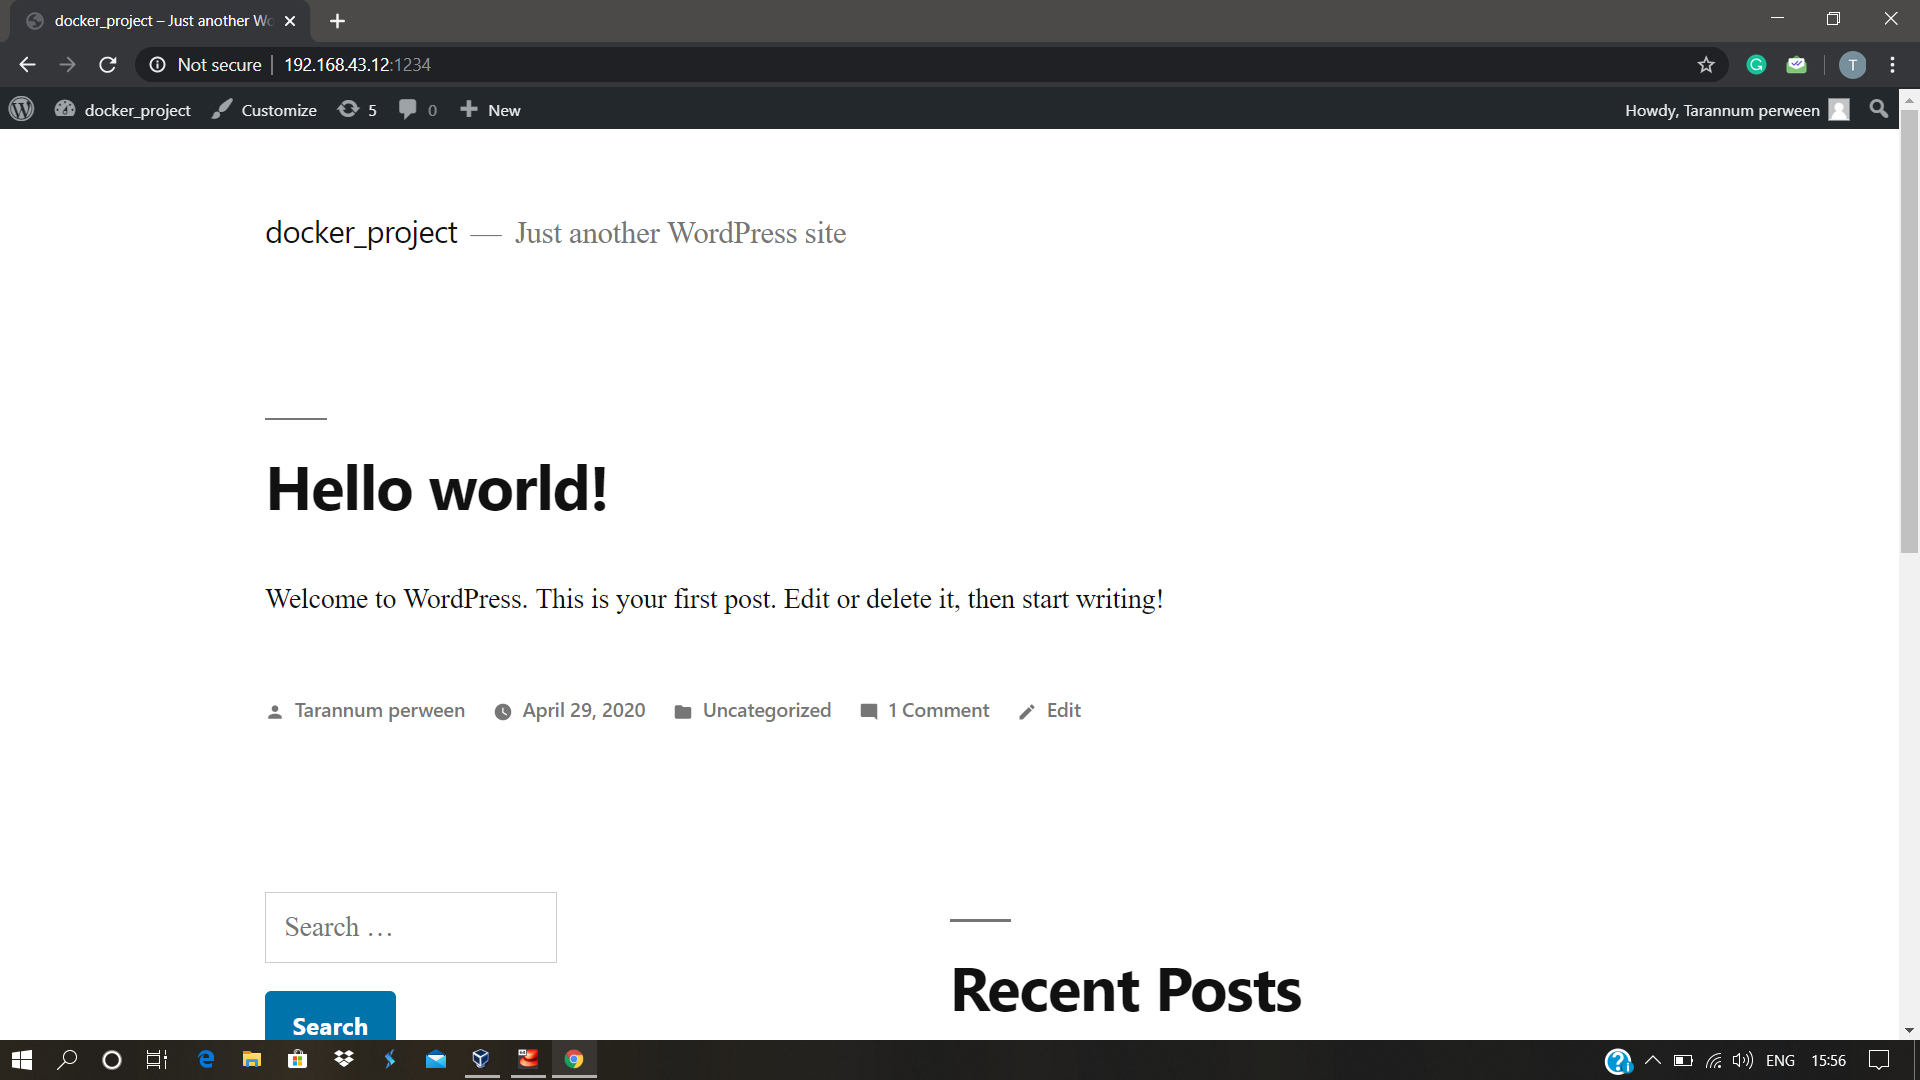 docker_project – Just another Wo
Not secure 192.168.43.12:1234 T
docker_project Customize 5 0 New Howdy, Tarannum perween
docker_project — Just another WordPress site
Hello world!
Welcome to WordPress. This is your first post. Edit or delete it, then start writing!
Tarannum perween April 29, 2020 Uncategorized 1 Comment Edit
Search …
Search
Recent Posts
ENG 15:56